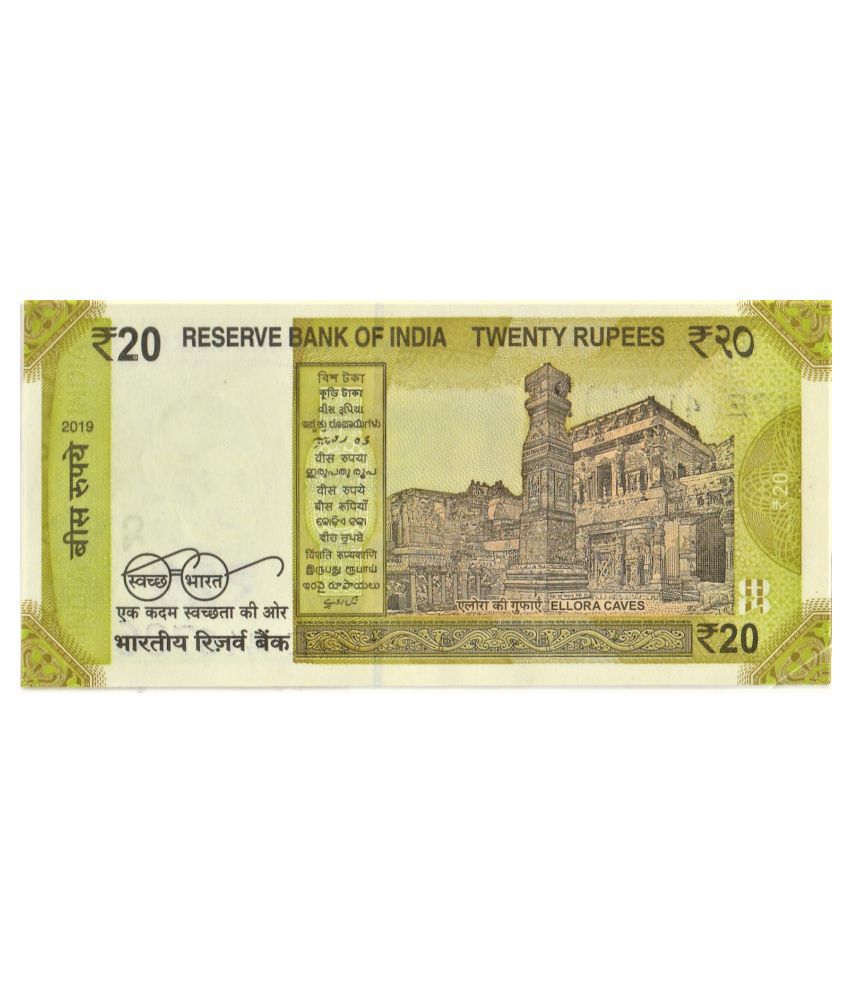 ₹20 RESERVE BANK OF INDIA TWENTY RUPEES ₹२०
2019
बीस रुपये
বিশ টকা
কুড়ি টাকা
વીસ રૂપિયા
ಇಪ್ಪತ್ತು ರೂಪಾಯಿಗಳು
वीस रुपया
ഇരുപതു രൂപ
वीस रुपये
बीस रुपियाँ
କୋଡ଼ିଏ ଟଙ୍କା
ਵੀਹ ਰੁਪਏ
विंशति रूप्यकाणि
இருபது ரூபாய்
ఇరవై రూపాయలు
₹20
स्वच्छ भारत
एक कदम स्वच्छता की ओर
भारतीय रिज़र्व बैंक
एलोरा की गुफाएं ELLORA CAVES
₹20